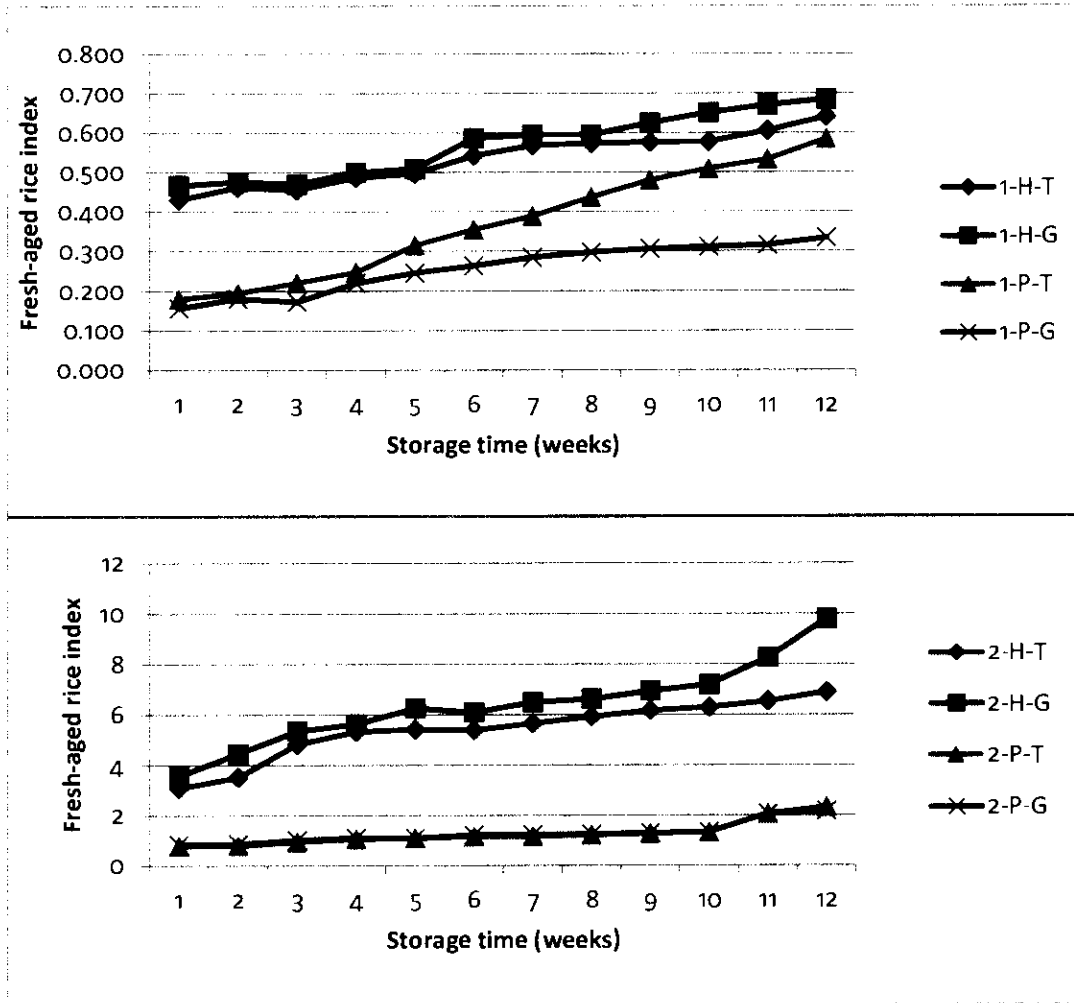 Fresh-aged rice index
0.800
0.700
0.600
0.500
0.400
0.300
0.200
0.100
0.000
1 2 3 4 5 6 7 8 9 10 11 12
Storage time (weeks)
1-H-T
1-H-G
1-P-T
1-P-G
Fresh-aged rice index
12
10
8
6
4
2
0
1 2 3 4 5 6 7 8 9 10 11 12
Storage time (weeks)
2-H-T
2-H-G
2-P-T
2-P-G